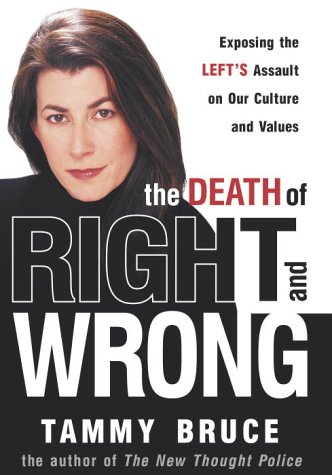 Exposing the
LEFT'S Assault
on Our Culture
and Values
the DEATH of
RIGHT and
WRONG
TAMMY BRUCE
the author of The New Thought Police